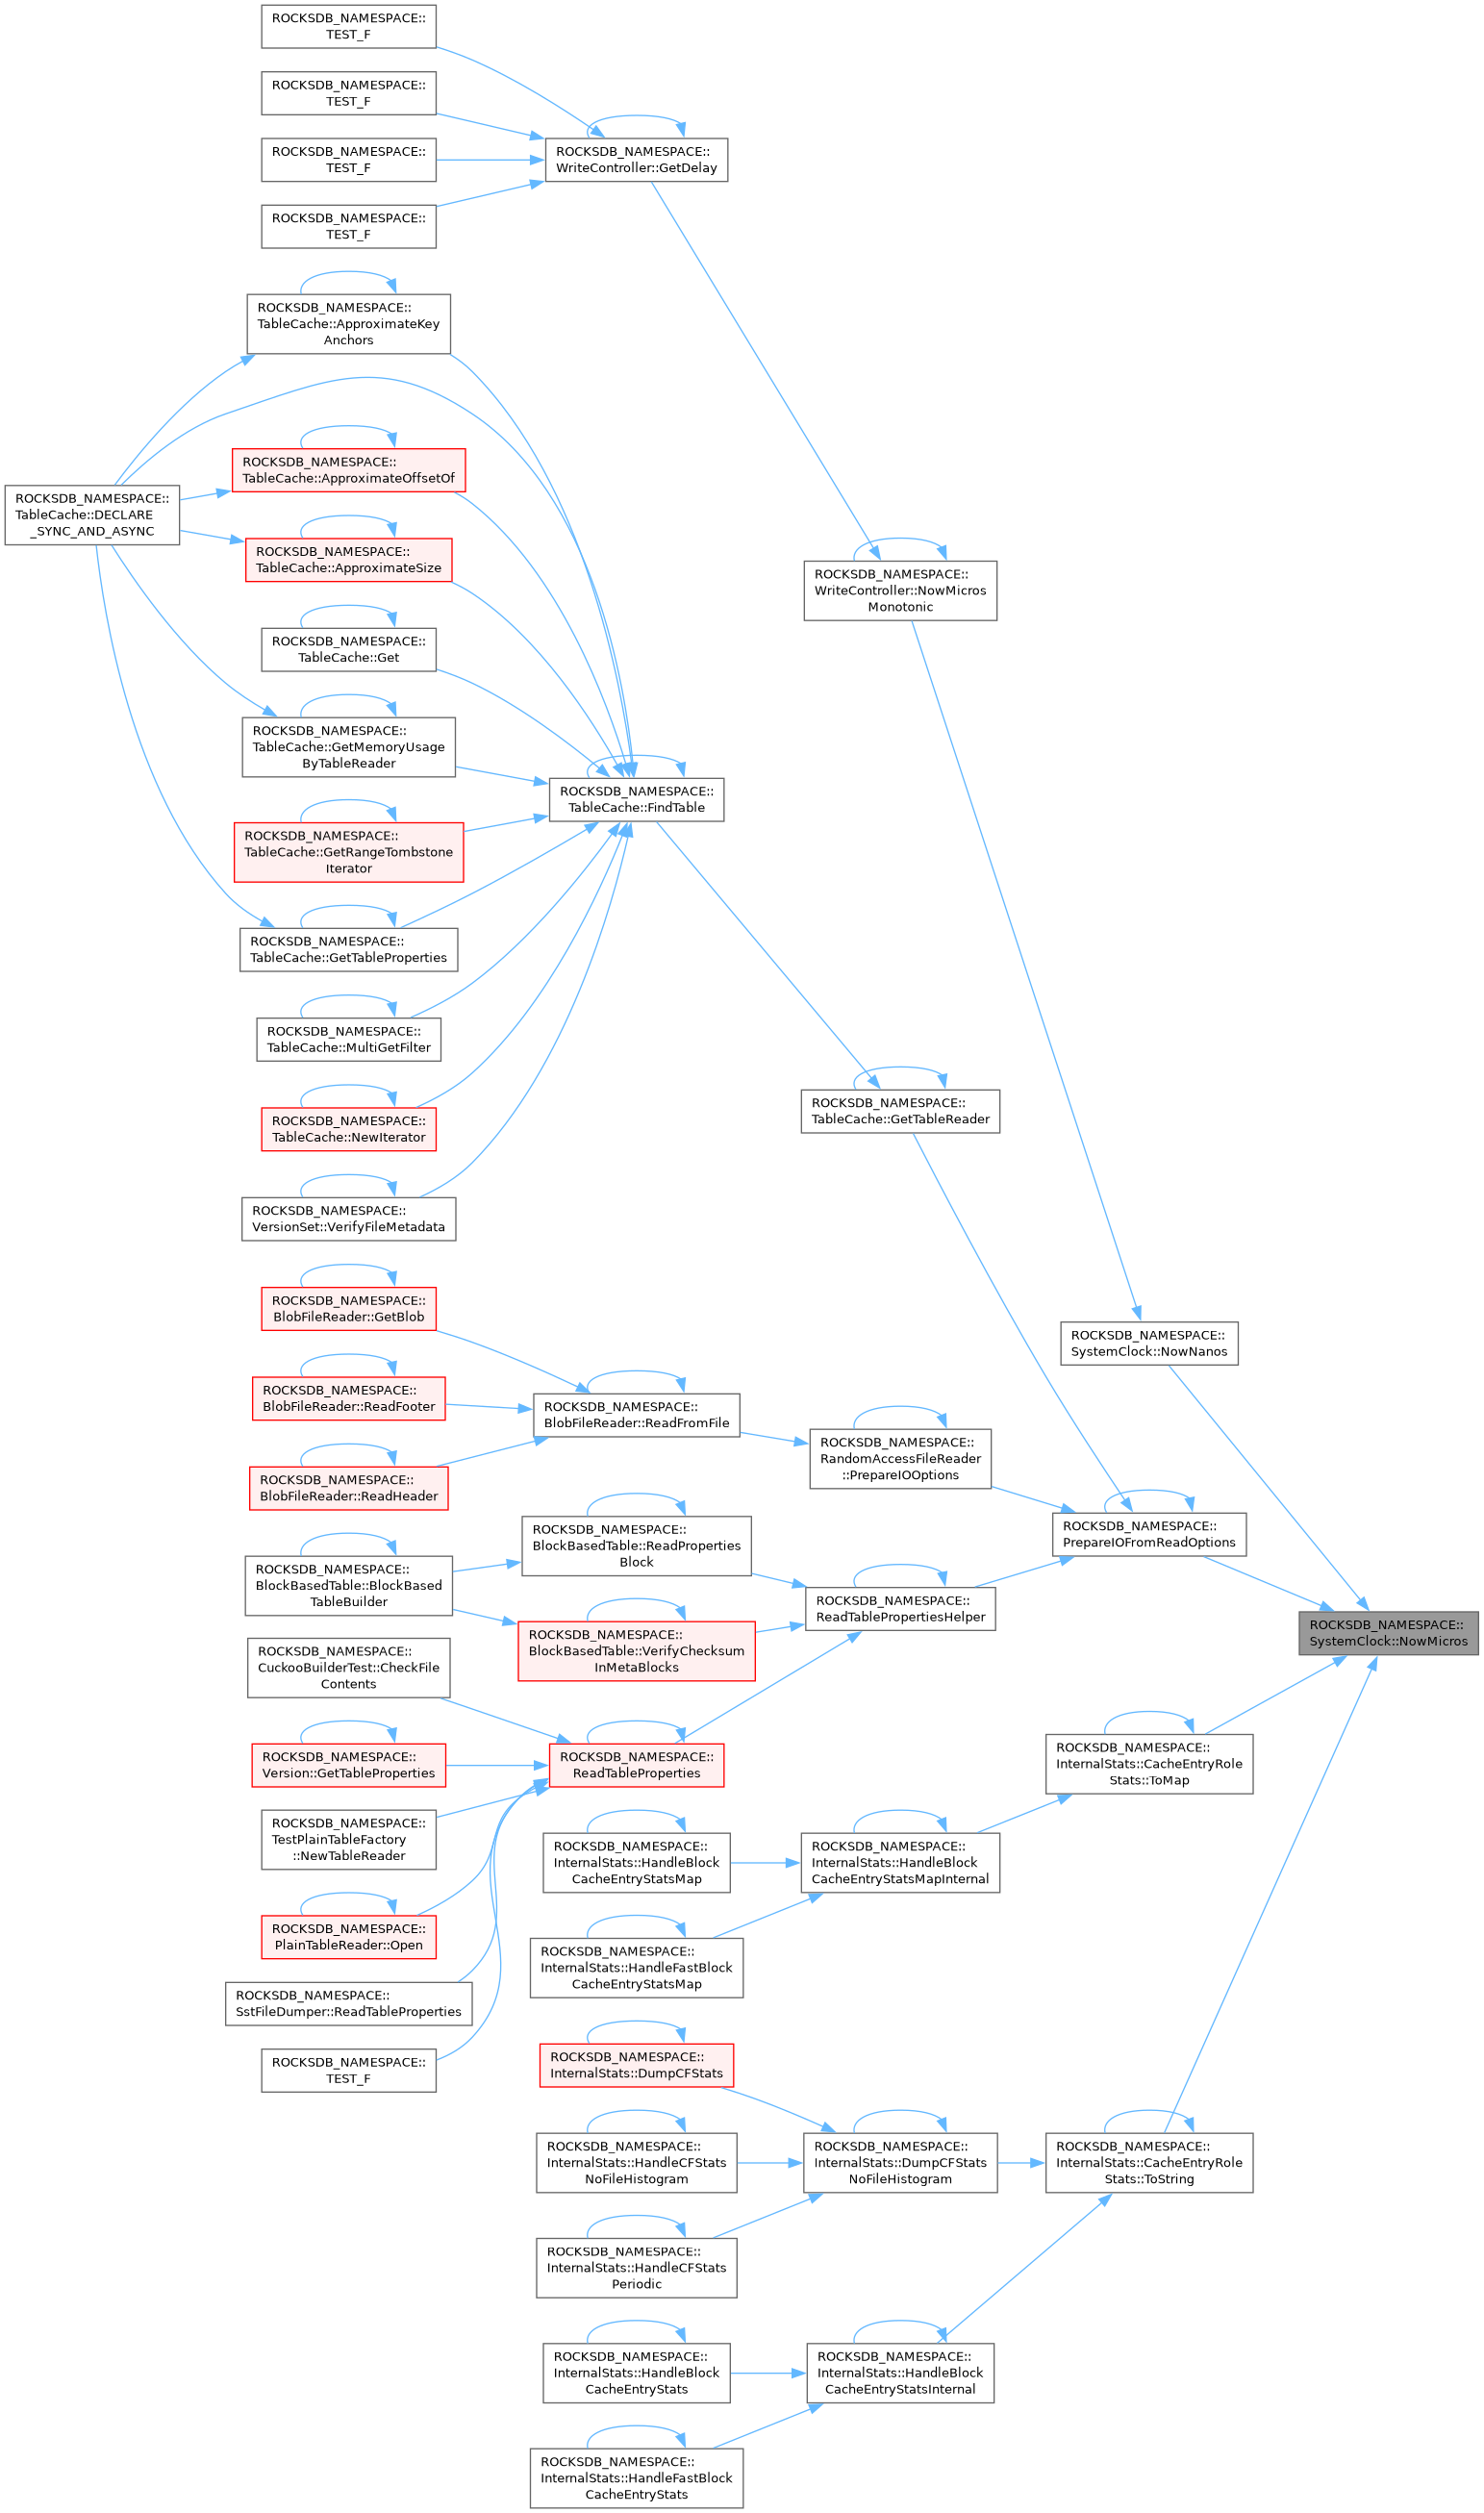 ROCKSDB_NAMESPACE::
TEST_F
ROCKSDB_NAMESPACE::
TEST_F
ROCKSDB_NAMESPACE::
TEST_F
ROCKSDB_NAMESPACE::
TEST_F
ROCKSDB_NAMESPACE::
WriteController::GetDelay
ROCKSDB_NAMESPACE::
TableCache::ApproximateKey
Anchors
ROCKSDB_NAMESPACE::
TableCache::ApproximateOffsetOf
ROCKSDB_NAMESPACE::
TableCache::DECLARE
_SYNC_AND_ASYNC
ROCKSDB_NAMESPACE::
TableCache::ApproximateSize
ROCKSDB_NAMESPACE::
WriteController::NowMicros
Monotonic
ROCKSDB_NAMESPACE::
TableCache::Get
ROCKSDB_NAMESPACE::
TableCache::GetMemoryUsage
ByTableReader
ROCKSDB_NAMESPACE::
TableCache::FindTable
ROCKSDB_NAMESPACE::
TableCache::GetRangeTombstone
Iterator
ROCKSDB_NAMESPACE::
TableCache::GetTableProperties
ROCKSDB_NAMESPACE::
TableCache::MultiGetFilter
ROCKSDB_NAMESPACE::
TableCache::GetTableReader
ROCKSDB_NAMESPACE::
TableCache::NewIterator
ROCKSDB_NAMESPACE::
VersionSet::VerifyFileMetadata
ROCKSDB_NAMESPACE::
BlobFileReader::GetBlob
ROCKSDB_NAMESPACE::
SystemClock::NowNanos
ROCKSDB_NAMESPACE::
BlobFileReader::ReadFooter
ROCKSDB_NAMESPACE::
BlobFileReader::ReadFromFile
ROCKSDB_NAMESPACE::
RandomAccessFileReader
::PrepareIOOptions
ROCKSDB_NAMESPACE::
BlobFileReader::ReadHeader
ROCKSDB_NAMESPACE::
BlockBasedTable::ReadProperties
Block
ROCKSDB_NAMESPACE::
PrepareIOFromReadOptions
ROCKSDB_NAMESPACE::
BlockBasedTable::BlockBased
TableBuilder
ROCKSDB_NAMESPACE::
ReadTablePropertiesHelper
ROCKSDB_NAMESPACE::
SystemClock::NowMicros
ROCKSDB_NAMESPACE::
BlockBasedTable::VerifyChecksum
InMetaBlocks
ROCKSDB_NAMESPACE::
CuckooBuilderTest::CheckFile
Contents
ROCKSDB_NAMESPACE::
Version::GetTableProperties
ROCKSDB_NAMESPACE::
ReadTableProperties
ROCKSDB_NAMESPACE::
InternalStats::CacheEntryRole
Stats::ToMap
ROCKSDB_NAMESPACE::
TestPlainTableFactory
::NewTableReader
ROCKSDB_NAMESPACE::
InternalStats::HandleBlock
CacheEntryStatsMap
ROCKSDB_NAMESPACE::
InternalStats::HandleBlock
CacheEntryStatsMapInternal
ROCKSDB_NAMESPACE::
PlainTableReader::Open
ROCKSDB_NAMESPACE::
InternalStats::HandleFastBlock
CacheEntryStatsMap
ROCKSDB_NAMESPACE::
SstFileDumper::ReadTableProperties
ROCKSDB_NAMESPACE::
TEST_F
ROCKSDB_NAMESPACE::
InternalStats::DumpCFStats
ROCKSDB_NAMESPACE::
InternalStats::HandleCFStats
NoFileHistogram
ROCKSDB_NAMESPACE::
InternalStats::DumpCFStats
NoFileHistogram
ROCKSDB_NAMESPACE::
InternalStats::CacheEntryRole
Stats::ToString
ROCKSDB_NAMESPACE::
InternalStats::HandleCFStats
Periodic
ROCKSDB_NAMESPACE::
InternalStats::HandleBlock
CacheEntryStats
ROCKSDB_NAMESPACE::
InternalStats::HandleBlock
CacheEntryStatsInternal
ROCKSDB_NAMESPACE::
InternalStats::HandleFastBlock
CacheEntryStats